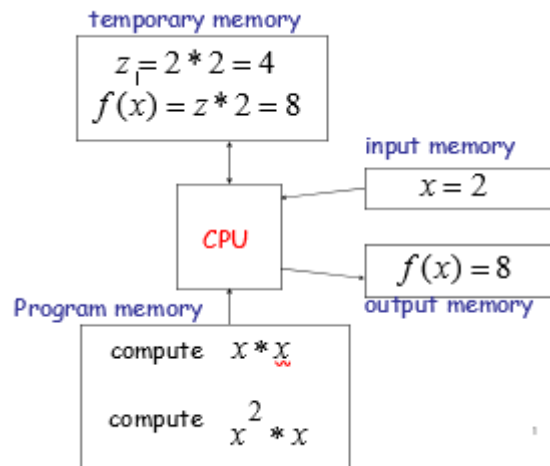 temporary memory
z = 2 * 2 = 4
f(x) = z * 2 = 8
input memory
x = 2
CPU
f(x) = 8
output memory
Program memory
compute x * x
compute x² * x
1